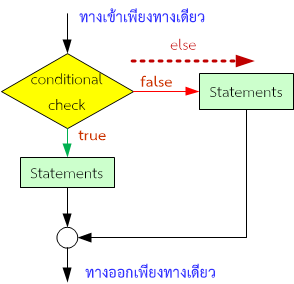 ทางเข้าเพียงทางเดียว
else
conditional
check
false
Statements
true
Statements
ทางออกเพียงทางเดียว